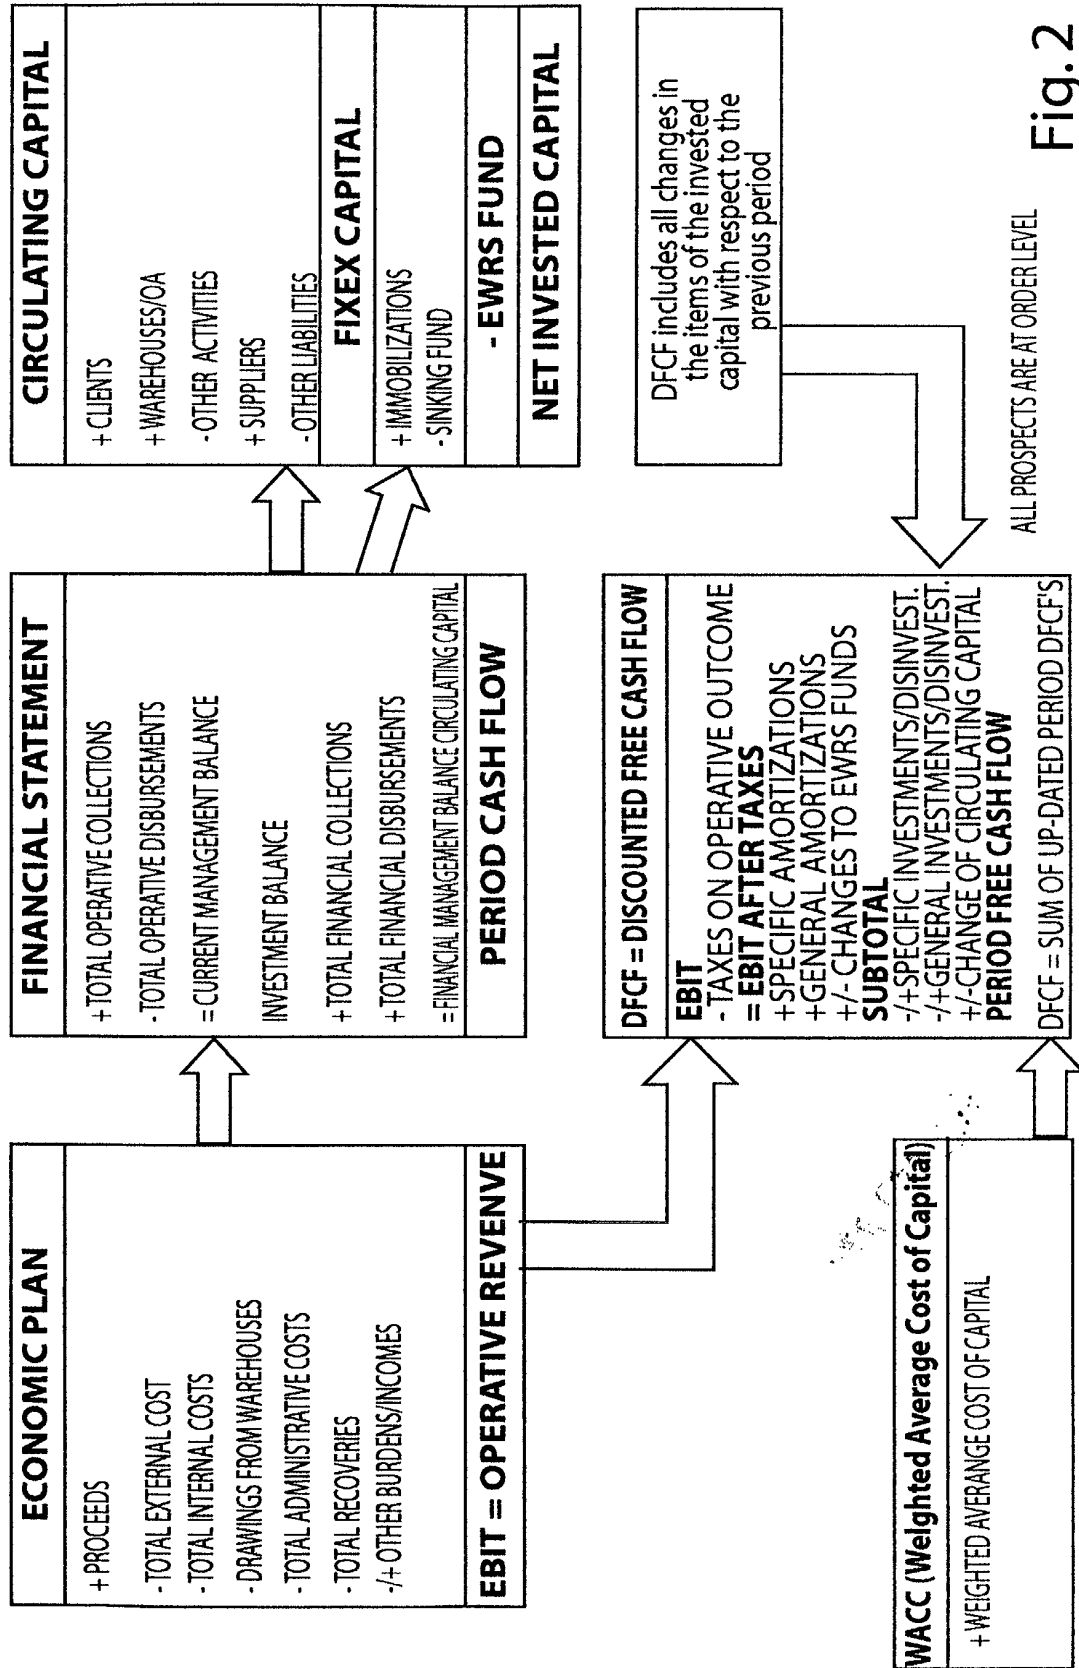 ECONOMIC PLAN
+ PROCEEDS
- TOTAL EXTERNAL COST
- TOTAL INTERNAL COSTS
- DRAWINGS FROM WAREHOUSES
- TOTAL ADMINISTRATIVE COSTS
- TOTAL RECOVERIES
-/+ OTHER BURDENS/INCOMES
EBIT = OPERATIVE REVENVE
FINANCIAL STATEMENT
+ TOTAL OPERATIVE COLLECTIONS
- TOTAL OPERATIVE DISBURSEMENTS
= CURRENT MANAGEMENT BALANCE
INVESTMENT BALANCE
+ TOTAL FINANCIAL COLLECTIONS
+ TOTAL FINANCIAL DISBURSEMENTS
= FINANCIAL MANAGEMENT BALANCE CIRCULATING CAPITAL
PERIOD CASH FLOW
CIRCULATING CAPITAL
+ CLIENTS
+ WAREHOUSES/OA
- OTHER ACTIVITIES
+ SUPPLIERS
- OTHER LIABILITIES
FIXEX CAPITAL
+ IMMOBILIZATIONS
- SINKING FUND
- EWRS FUND
NET INVESTED CAPITAL
WACC (Weighted Average Cost of Capital)
+ WEIGHTED AVERANGE COST OF CAPITAL
DFCF = DISCOUNTED FREE CASH FLOW
EBIT
- TAXES ON OPERATIVE OUTCOME
= EBIT AFTER TAXES
+SPECIFIC AMORTIZATIONS
+GENERAL AMORTIZATIONS
+/- CHANGES TO EWRS FUNDS
SUBTOTAL
-/+SPECIFIC INVESTMENTS/DISINVEST.
-/+GENERAL INVESTMENTS/DISINVEST.
+/-CHANGE OF CIRCULATING CAPITAL
PERIOD FREE CASH FLOW
DFCF = SUM OF UP-DATED PERIOD DFCF'S
DFCF includes all changes in
the items of the invested
capital with respect to the
previous period
ALL PROSPECTS ARE AT ORDER LEVEL
Fig. 2